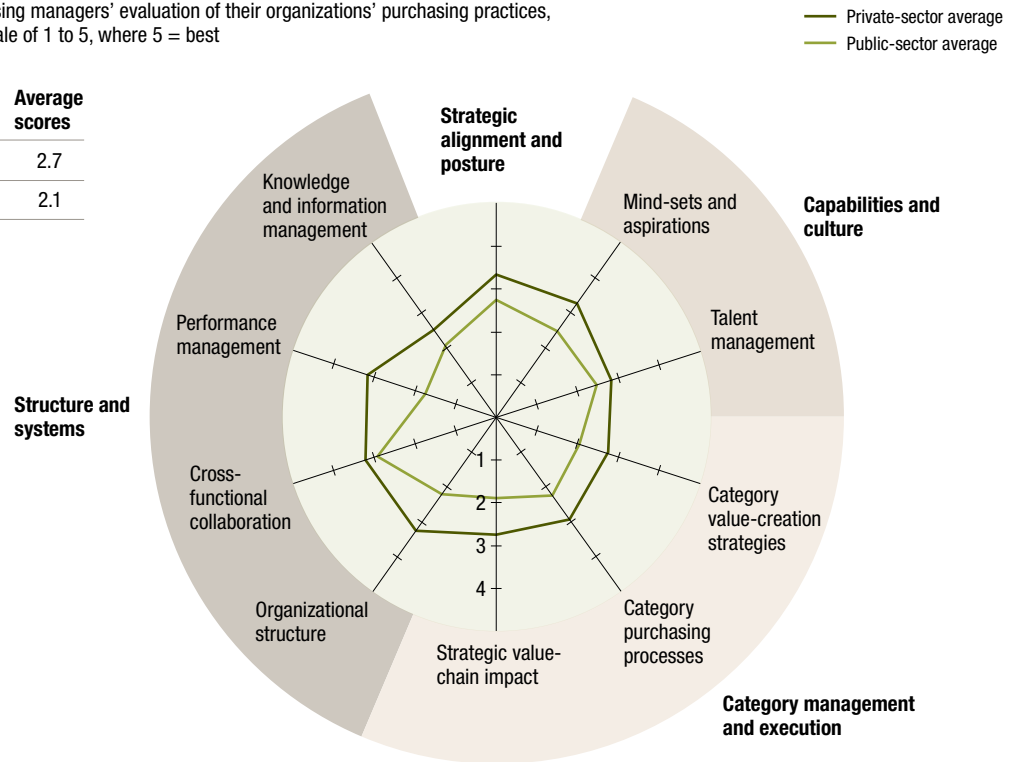 sing managers' evaluation of their organizations' purchasing practices,
ale of 1 to 5, where 5 = best
Private-sector average
Public-sector average
Average
scores
2.7
2.1
Strategic
alignment and
posture
Knowledge
and information
management
Mind-sets and
aspirations
Capabilities and
culture
Performance
management
Talent
management
Structure and
systems
Cross-
functional
collaboration
Category
value-creation
strategies
1
2
3
4
Organizational
structure
Category
purchasing
processes
Strategic value-
chain impact
Category management
and execution